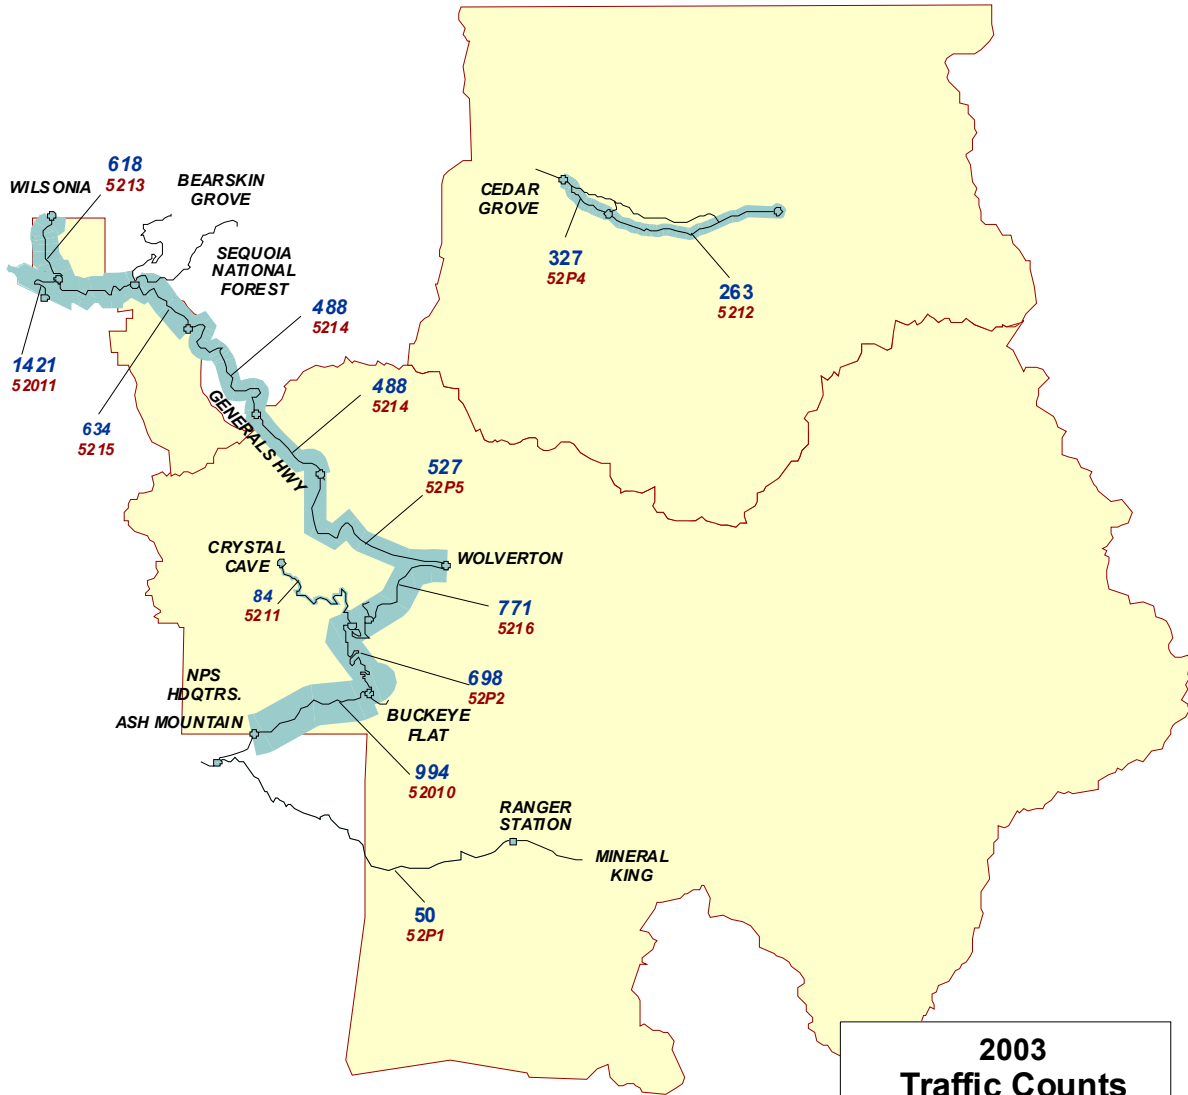 618
5213
WILSONIA
BEARSKIN
GROVE
CEDAR
GROVE
SEQUOIA
NATIONAL
FOREST
327
52P4
263
5212
488
5214
1421
52011
634
5215
GENERALS HWY
488
5214
527
52P5
CRYSTAL
CAVE
WOLVERTON
84
5211
771
5216
NPS
HDQTRS.
698
52P2
ASH MOUNTAIN
BUCKEYE
FLAT
994
52010
RANGER
STATION
MINERAL
KING
50
52P1
2003
Traffic Counts